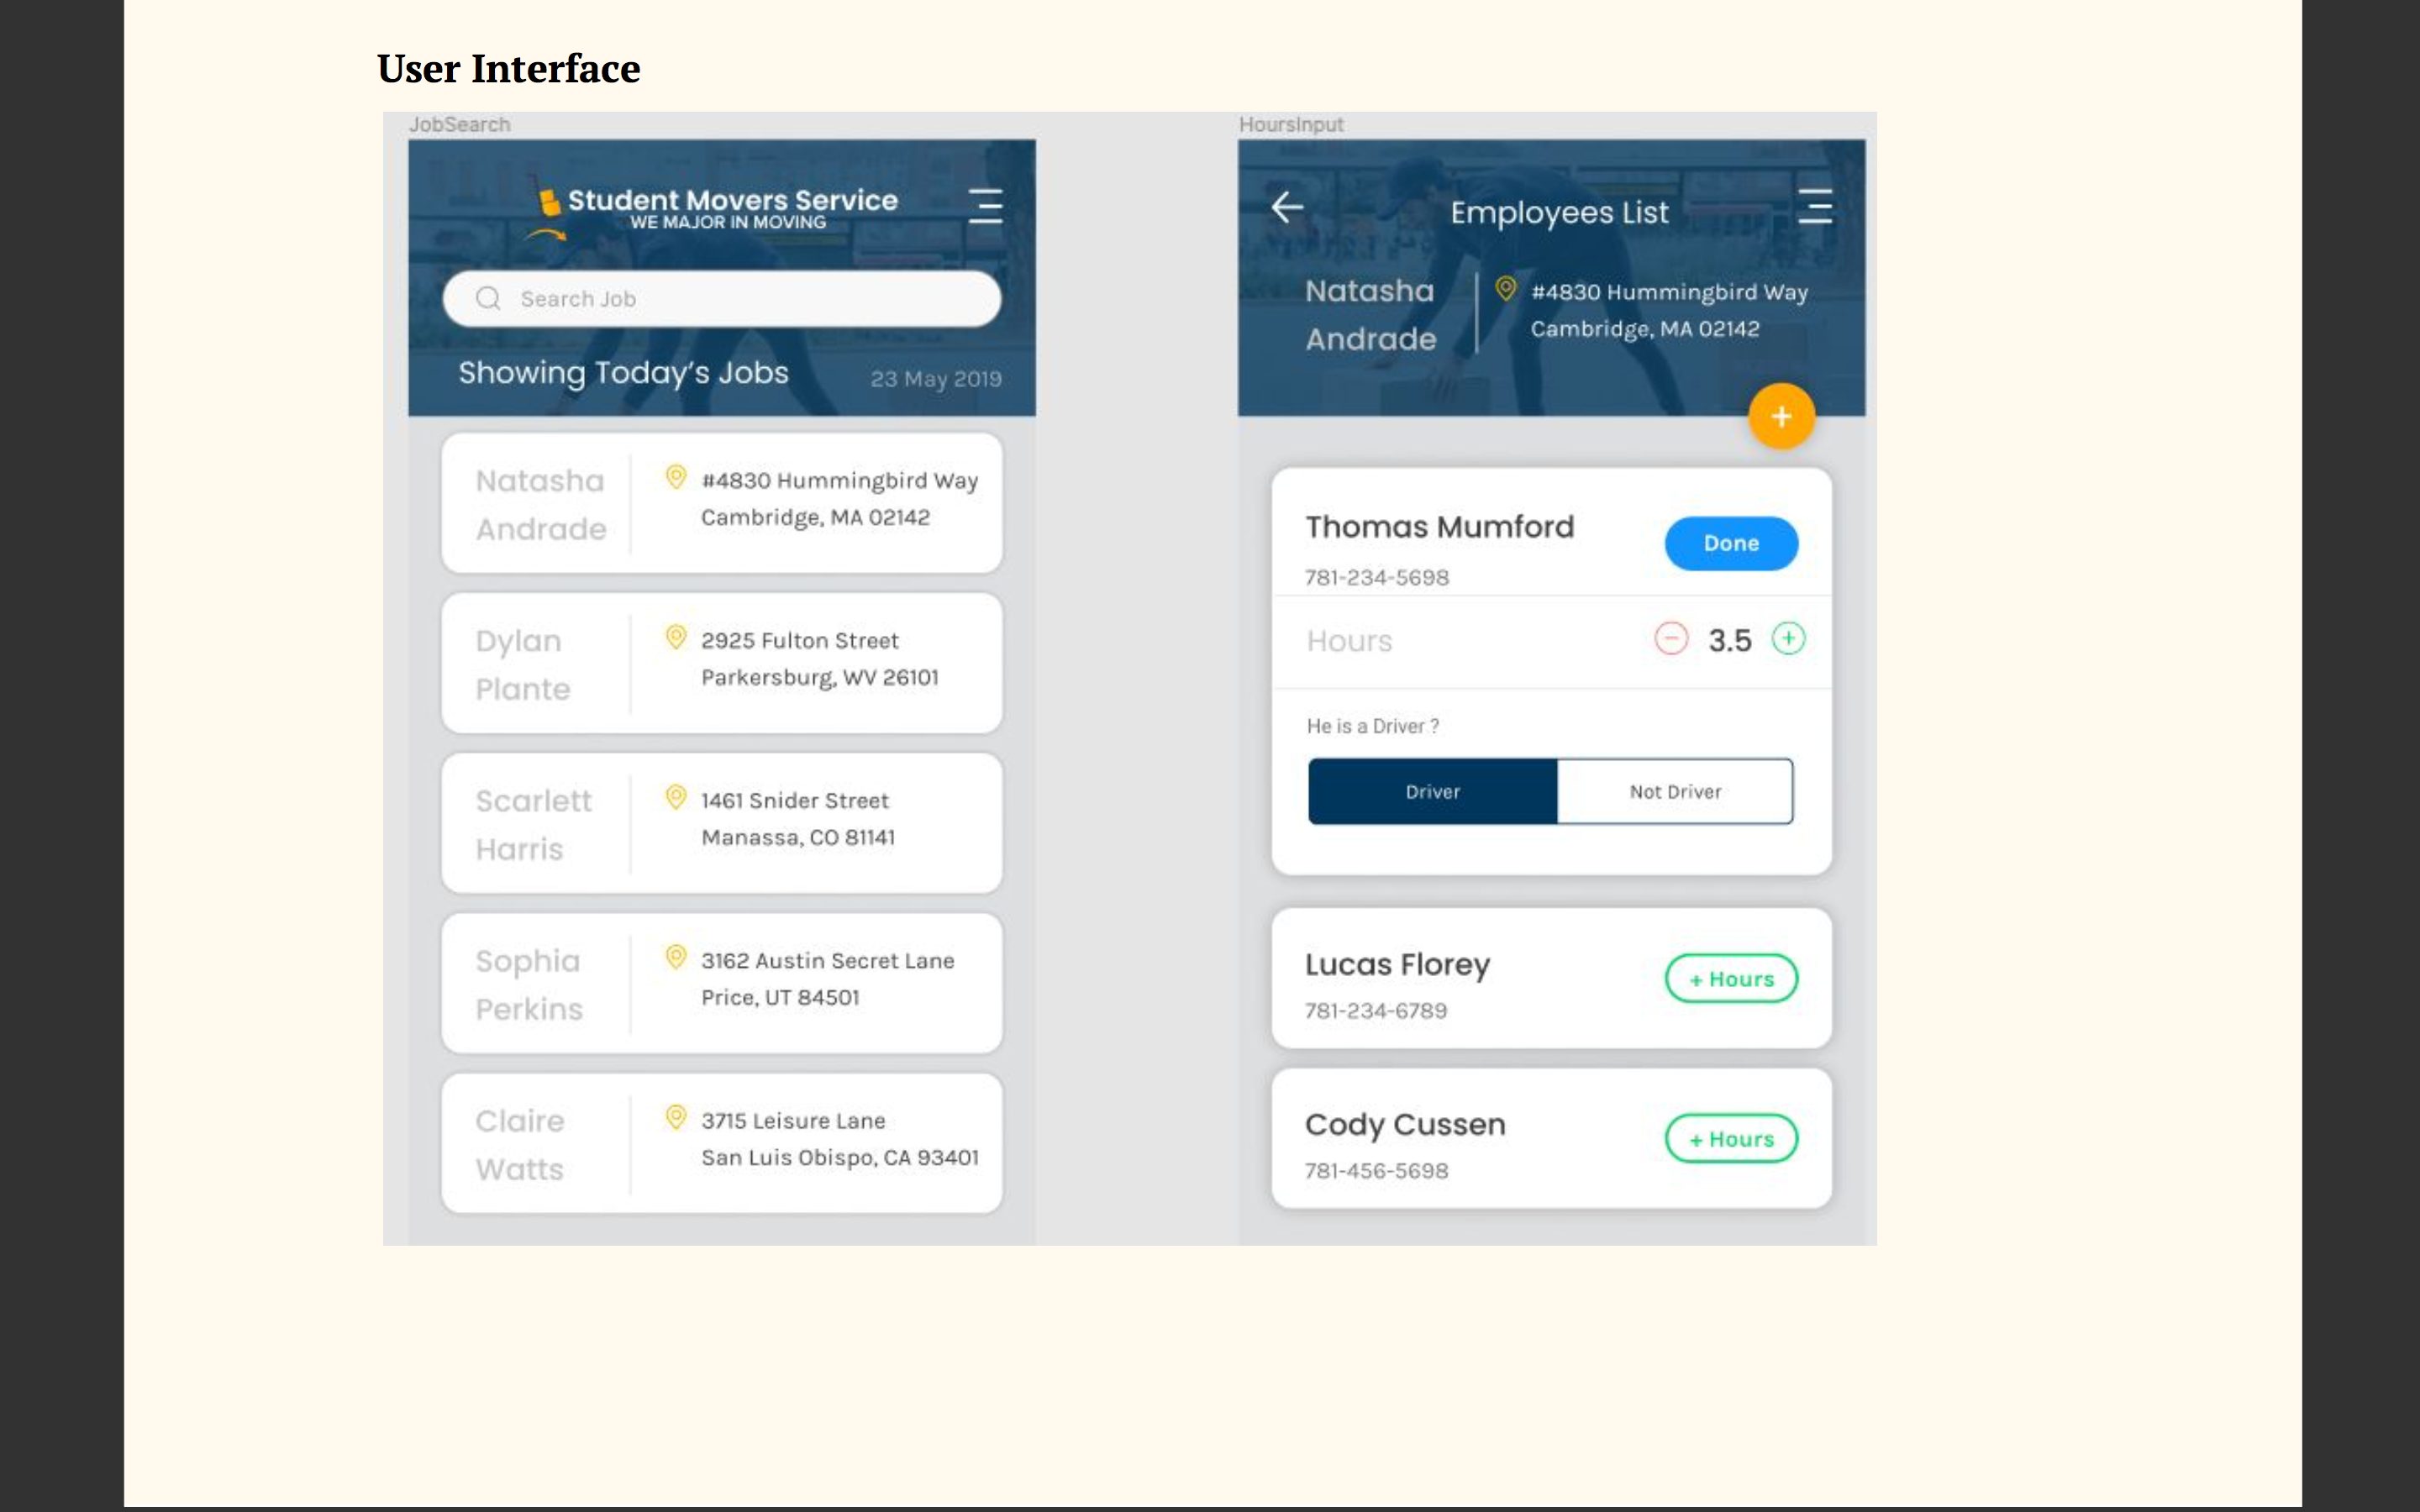 User Interface
JobSearch
Student Movers Service
WE MAJOR IN MOVING
Search Job
Showing Today's Jobs
23 May 2019
Natasha
Andrade
#4830 Hummingbird Way
Cambridge, MA 02142
Dylan
Plante
2925 Fulton Street
Parkersburg, WV 26101
Scarlett
Harris
1461 Snider Street
Manassa, CO 81141
Sophia
Perkins
3162 Austin Secret Lane
Price, UT 84501
Claire
Watts
3715 Leisure Lane
San Luis Obispo, CA 93401
HoursInput
Employees List
Natasha
Andrade
#4830 Hummingbird Way
Cambridge, MA 02142
+
Thomas Mumford
781-234-5698
Done
Hours
− 3.5 +
He is a Driver ?
Driver
Not Driver
Lucas Florey
781-234-6789
+ Hours
Cody Cussen
781-456-5698
+ Hours